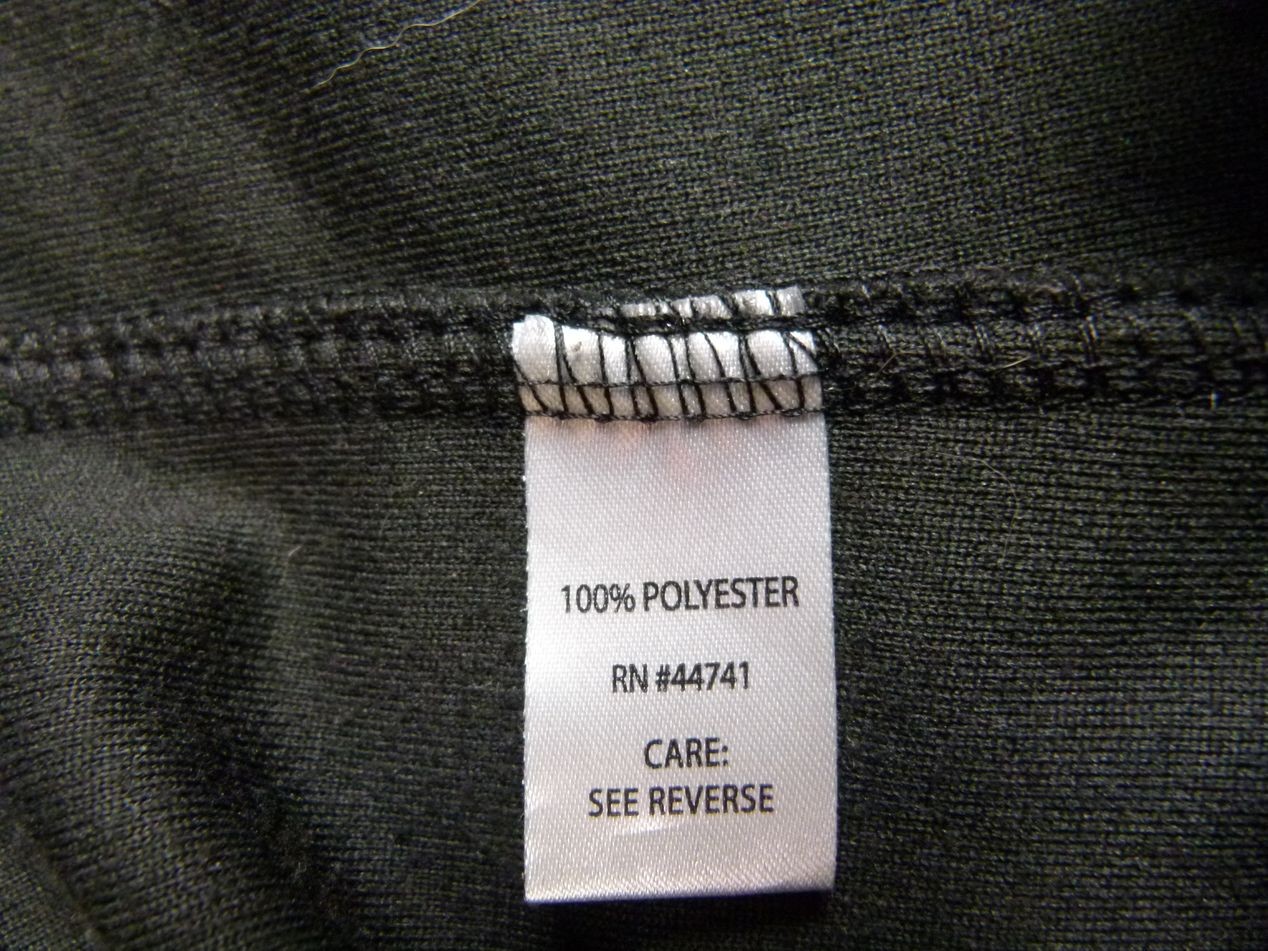 100% POLYESTER
RN #44741
CARE:
SEE REVERSE